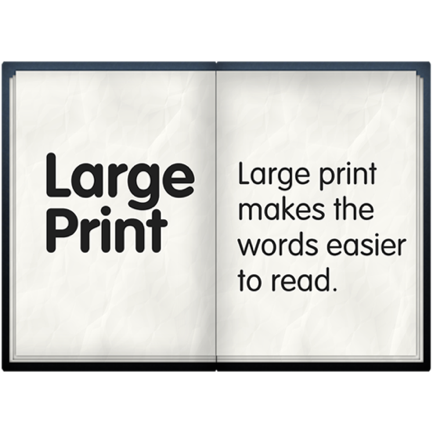 Large
Print
Large print
makes the
words easier
to read.